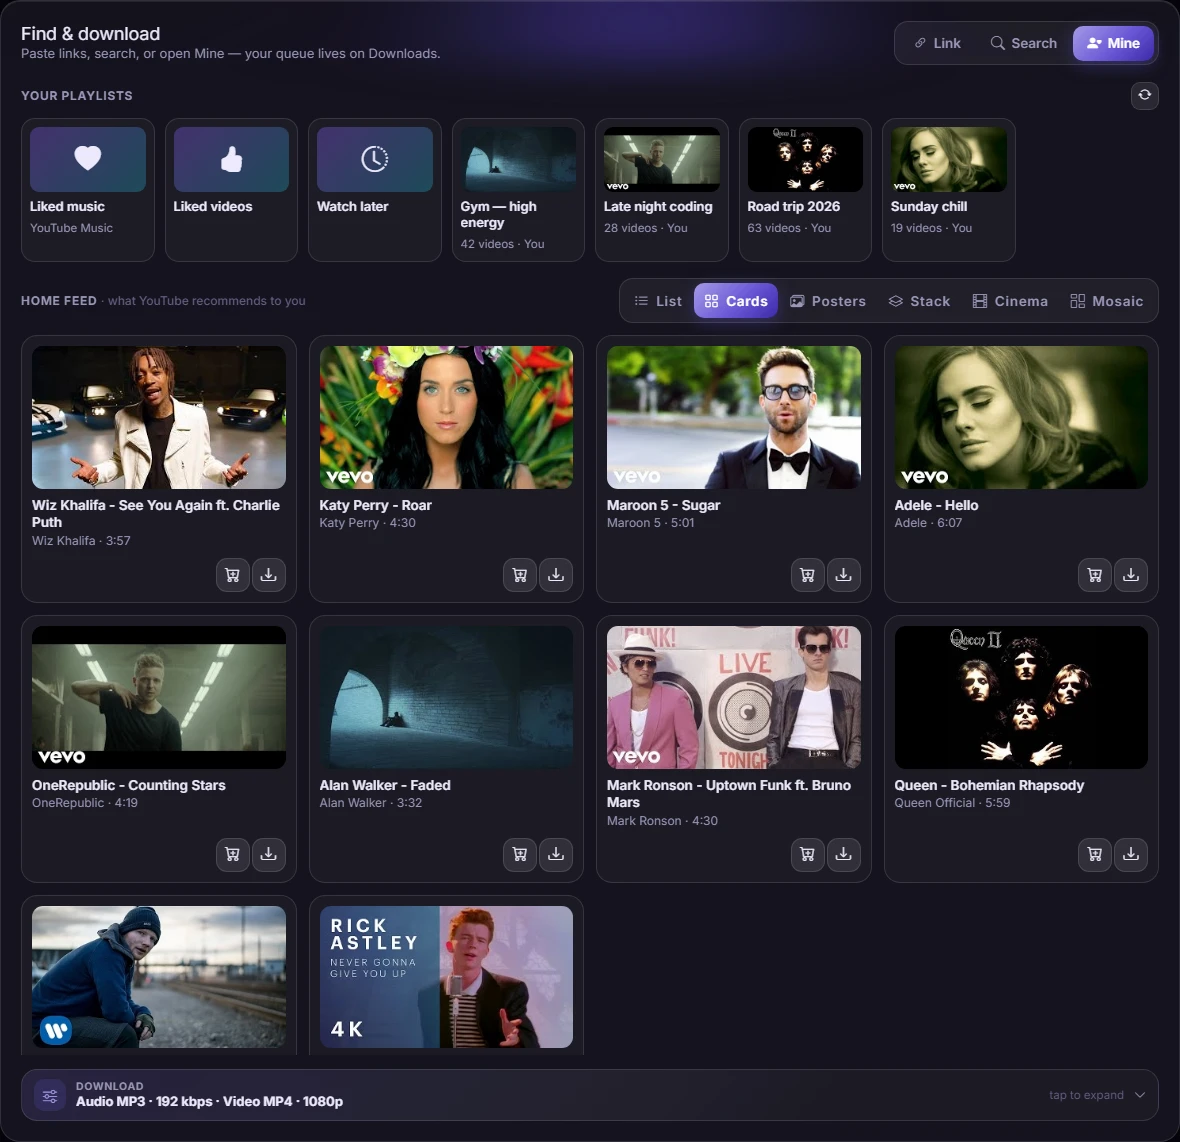 Find & download
Paste links, search, or open Mine — your queue lives on Downloads.
Link
Search
Mine
YOUR PLAYLISTS
Liked music
YouTube Music
Liked videos
Watch later
Gym — high
energy
42 videos · You
vevo
Late night coding
28 videos · You
Queen II
Road trip 2026
63 videos · You
vevo
Sunday chill
19 videos · You
HOME FEED · what YouTube recommends to you
List
Cards
Posters
Stack
Cinema
Mosaic
Wiz Khalifa - See You Again ft. Charlie
Puth
Wiz Khalifa · 3:57
vevo
Katy Perry - Roar
Katy Perry · 4:30
vevo
Maroon 5 - Sugar
Maroon 5 · 5:01
vevo
Adele - Hello
Adele · 6:07
vevo
OneRepublic - Counting Stars
OneRepublic · 4:19
Alan Walker - Faded
Alan Walker · 3:32
LIVE
TONIGH
vevo
Mark Ronson - Uptown Funk ft. Bruno
Mars
Mark Ronson · 4:30
Queen II
Queen - Bohemian Rhapsody
Queen Official · 5:59
RICK
ASTLEY
NEVER GONNA
GIVE YOU UP
4K
DOWNLOAD
Audio MP3 · 192 kbps · Video MP4 · 1080p
tap to expand